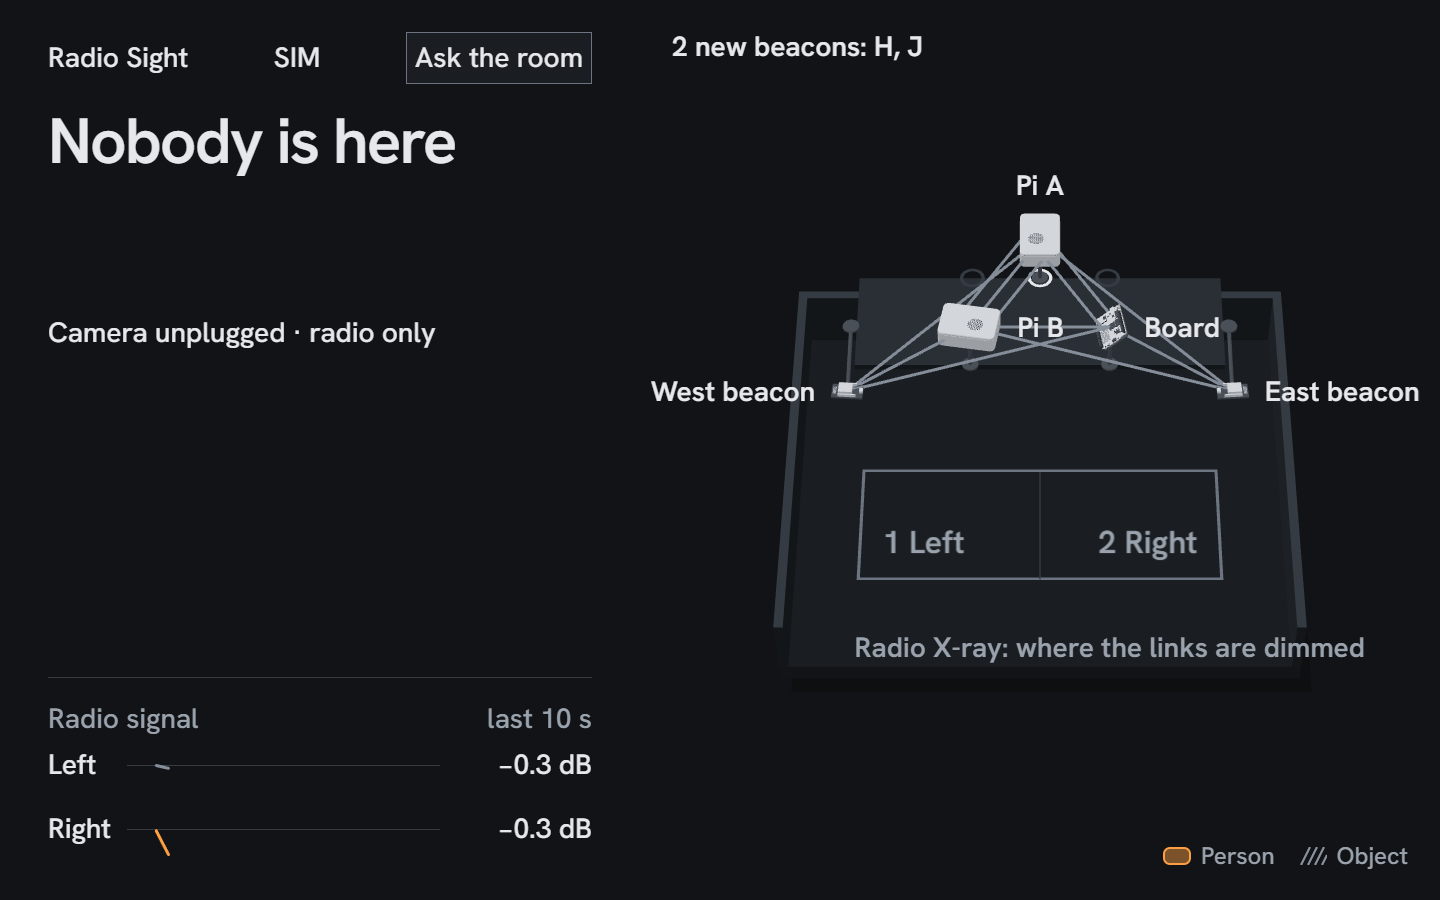 Radio Sight
SIM
Ask the room
2 new beacons: H, J
Nobody is here
Pi A
Camera unplugged · radio only
Pi B
Board
West beacon
East beacon
1 Left
2 Right
Radio X-ray: where the links are dimmed
Radio signal
last 10 s
Left
−0.3 dB
Right
−0.3 dB
Person
Object